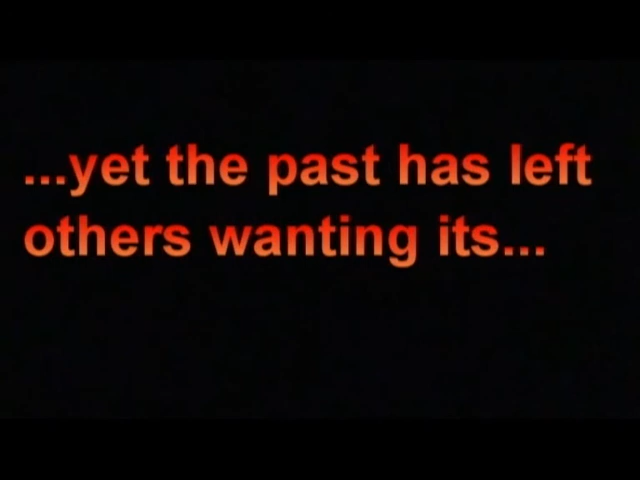 ...yet the past has left
others wanting its...